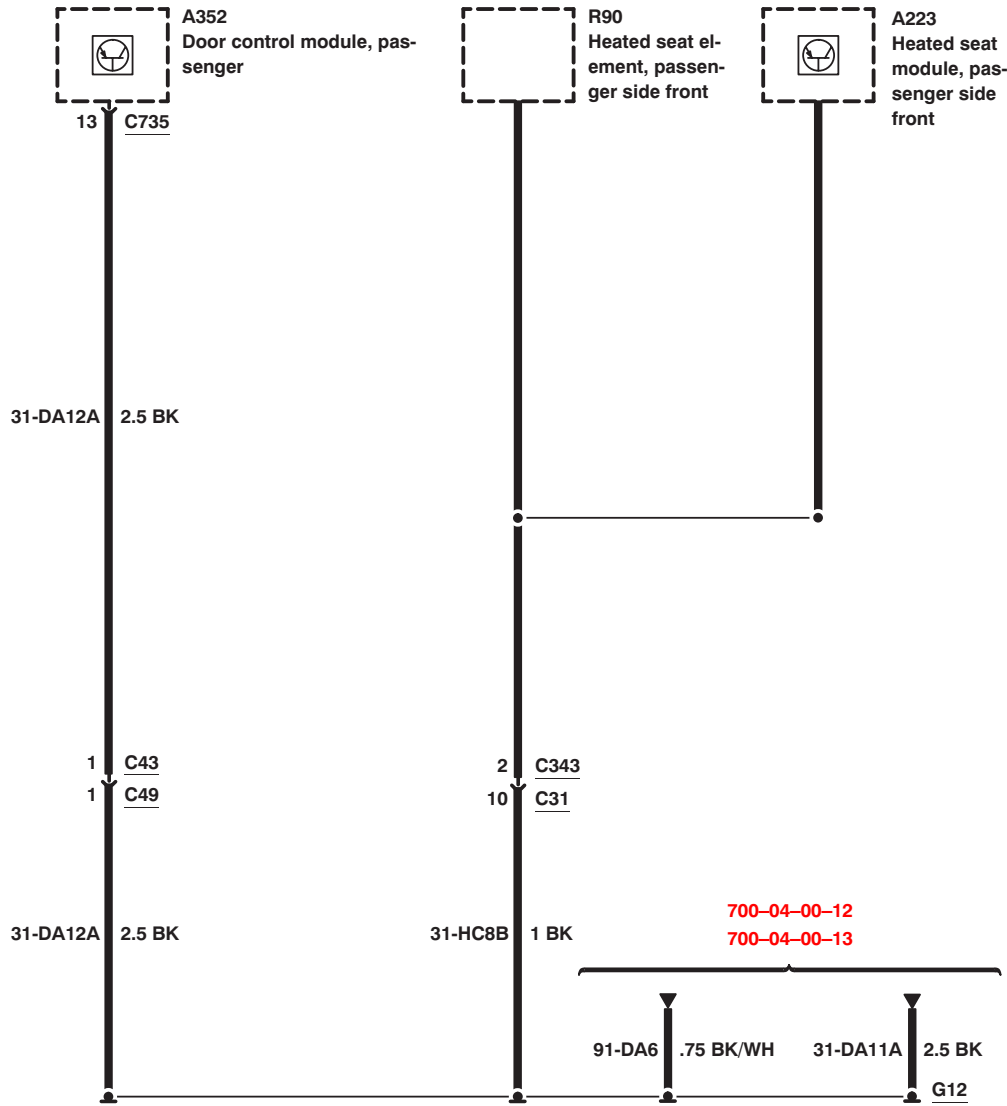 A352
Door control module, pas-
senger
R90
Heated seat el-
ement, passen-
ger side front
A223
Heated seat
module, pas-
senger side
front
13 C735
31-DA12A 2.5 BK
1 C43
1 C49
2 C343
10 C31
31-DA12A 2.5 BK
31-HC8B 1 BK
700–04–00–12
700–04–00–13
91-DA6 .75 BK/WH
31-DA11A 2.5 BK
G12